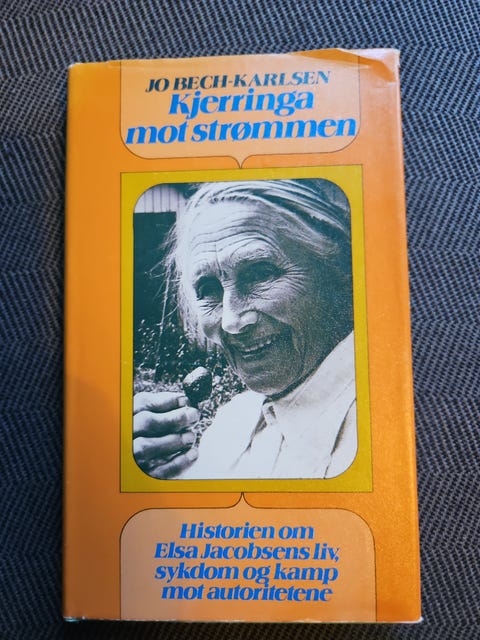 JO BECH-KARLSEN
Kjerringa
mot strømmen
Historien om
Elsa Jacobsens liv,
sykdom og kamp
mot autoritetene